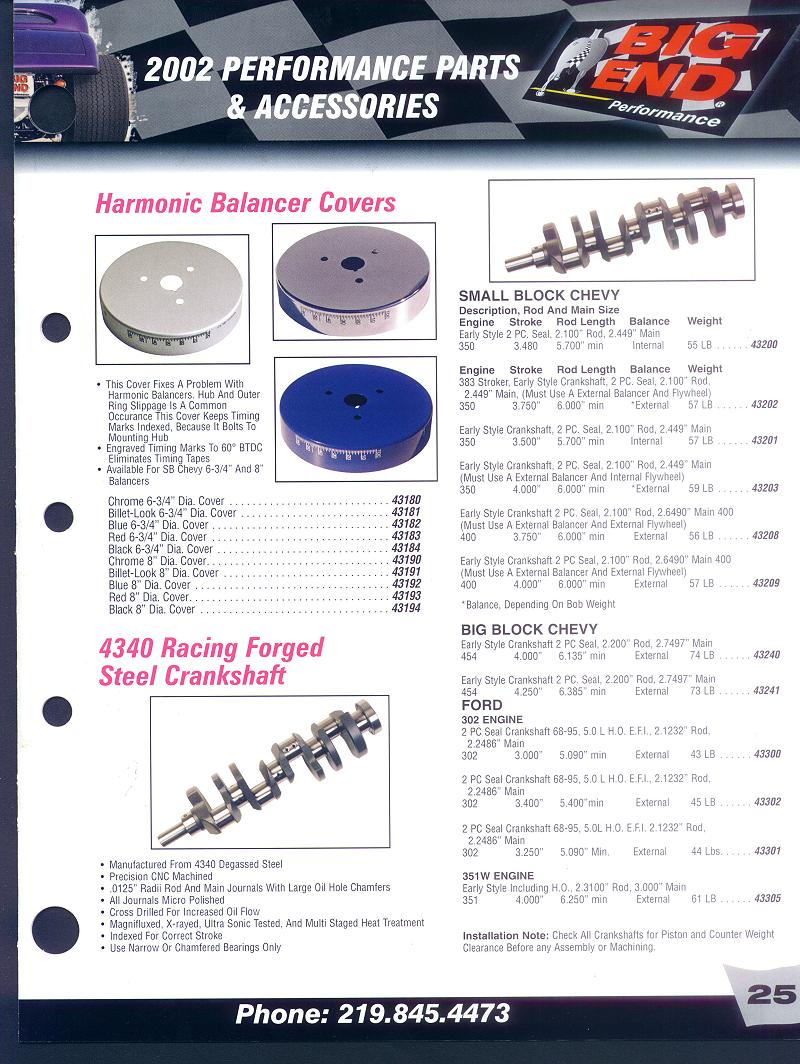 2002 PERFORMANCE PARTS
& ACCESSORIES
BIG
END®
Performance
Harmonic Balancer Covers
• This Cover Fixes A Problem With
Harmonic Balancers. Hub And Outer
Ring Slippage Is A Common
Occurance This Cover Keeps Timing
Marks Indexed, Because It Bolts To
Mounting Hub
• Engraved Timing Marks To 60° BTDC
Eliminates Timing Tapes
• Available For SB Chevy 6-3/4" And 8"
Balancers
Chrome 6-3/4" Dia. Cover . . . . . . . . . . 43180
Billet-Look 6-3/4" Dia. Cover . . . . . . . . . . 43181
Blue 6-3/4" Dia. Cover . . . . . . . . . . 43182
Red 6-3/4" Dia. Cover . . . . . . . . . . 43183
Black 6-3/4" Dia. Cover . . . . . . . . . . 43184
Chrome 8" Dia. Cover. . . . . . . . . . 43190
Billet-Look 8" Dia. Cover . . . . . . . . . . 43191
Blue 8" Dia. Cover . . . . . . . . . . 43192
Red 8" Dia. Cover. . . . . . . . . . 43193
Black 8" Dia. Cover . . . . . . . . . . 43194
4340 Racing Forged
Steel Crankshaft
• Manufactured From 4340 Degassed Steel
• Precision CNC Machined
• .0125" Radii Rod And Main Journals With Large Oil Hole Chamfers
• All Journals Micro Polished
• Cross Drilled For Increased Oil Flow
• Magnifluxed, X-rayed, Ultra Sonic Tested, And Multi Staged Heat Treatment
• Indexed For Correct Stroke
• Use Narrow Or Chamfered Bearings Only
SMALL BLOCK CHEVY
Description, Rod And Main Size
Engine Stroke Rod Length Balance Weight
Early Style 2 PC. Seal, 2.100" Rod, 2.449" Main
350 3.480 5.700" min Internal 55 LB . . . . . . 43200
Engine Stroke Rod Length Balance Weight
383 Stroker, Early Style Crankshaft, 2 PC. Seal, 2.100" Rod,
2.449" Main, (Must Use A External Balancer And Flywheel)
350 3.750" 6.000" min *External 57 LB . . . . . . 43202
Early Style Crankshaft, 2 PC. Seal, 2.100" Rod, 2.449" Main
350 3.500" 5.700" min Internal 57 LB . . . . . . 43201
Early Style Crankshaft, 2 PC. Seal, 2.100" Rod, 2.449" Main
(Must Use A External Balancer And Internal Flywheel)
350 4.000" 6.000" min *External 59 LB . . . . . . 43203
Early Style Crankshaft 2 PC. Seal, 2.100" Rod, 2.6490" Main 400
(Must Use A External Balancer And External Flywheel)
400 3.750" 6.000" min External 56 LB . . . . . . 43208
Early Style Crankshaft 2 PC. Seal, 2.100" Rod, 2.6490" Main 400
(Must Use A External Balancer And External Flywheel)
400 4.000" 6.000" min External 57 LB . . . . . . 43209
*Balance, Depending On Bob Weight
BIG BLOCK CHEVY
Early Style Crankshaft 2 PC Seal, 2.200" Rod, 2.7497" Main
454 4.000" 6.135" min External 74 LB . . . . . . 43240
Early Style Crankshaft 2 PC. Seal, 2.200" Rod, 2.7497" Main
454 4.250" 6.385" min External 73 LB . . . . . . 43241
FORD
302 ENGINE
2 PC Seal Crankshaft 68-95, 5.0 L H.O. E.F.I., 2.1232" Rod,
2.2486" Main
302 3.000" 5.090" min External 43 LB . . . . . . 43300
2 PC Seal Crankshaft 68-95, 5.0 L H.O. E.F.I., 2.1232" Rod,
2.2486" Main
302 3.400" 5.400"min External 45 LB . . . . . . 43302
2 PC Seal Crankshaft 68-95, 5.0L H.O. E.F.I. 2.1232" Rod,
2.2486" Main
302 3.250" 5.090" Min. External 44 Lbs. . . . . . 43301
351W ENGINE
Early Style Including H.O., 2.3100" Rod, 3.000" Main
351 4.000" 6.250" min External 61 LB . . . . . . 43305
Installation Note: Check All Crankshafts for Piston and Counter Weight
Clearance Before any Assembly or Machining.
25
Phone: 219.845.4473